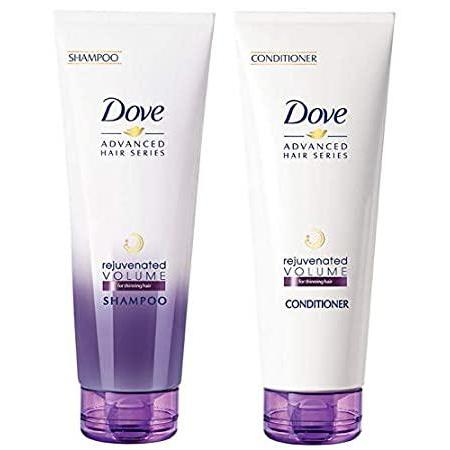 SHAMPOO
Dove
ADVANCED
HAIR SERIES
rejuvenated
VOLUME
for thinning hair
SHAMPOO
CONDITIONER
Dove
ADVANCED
HAIR SERIES
rejuvenated
VOLUME
for thinning hair
CONDITIONER